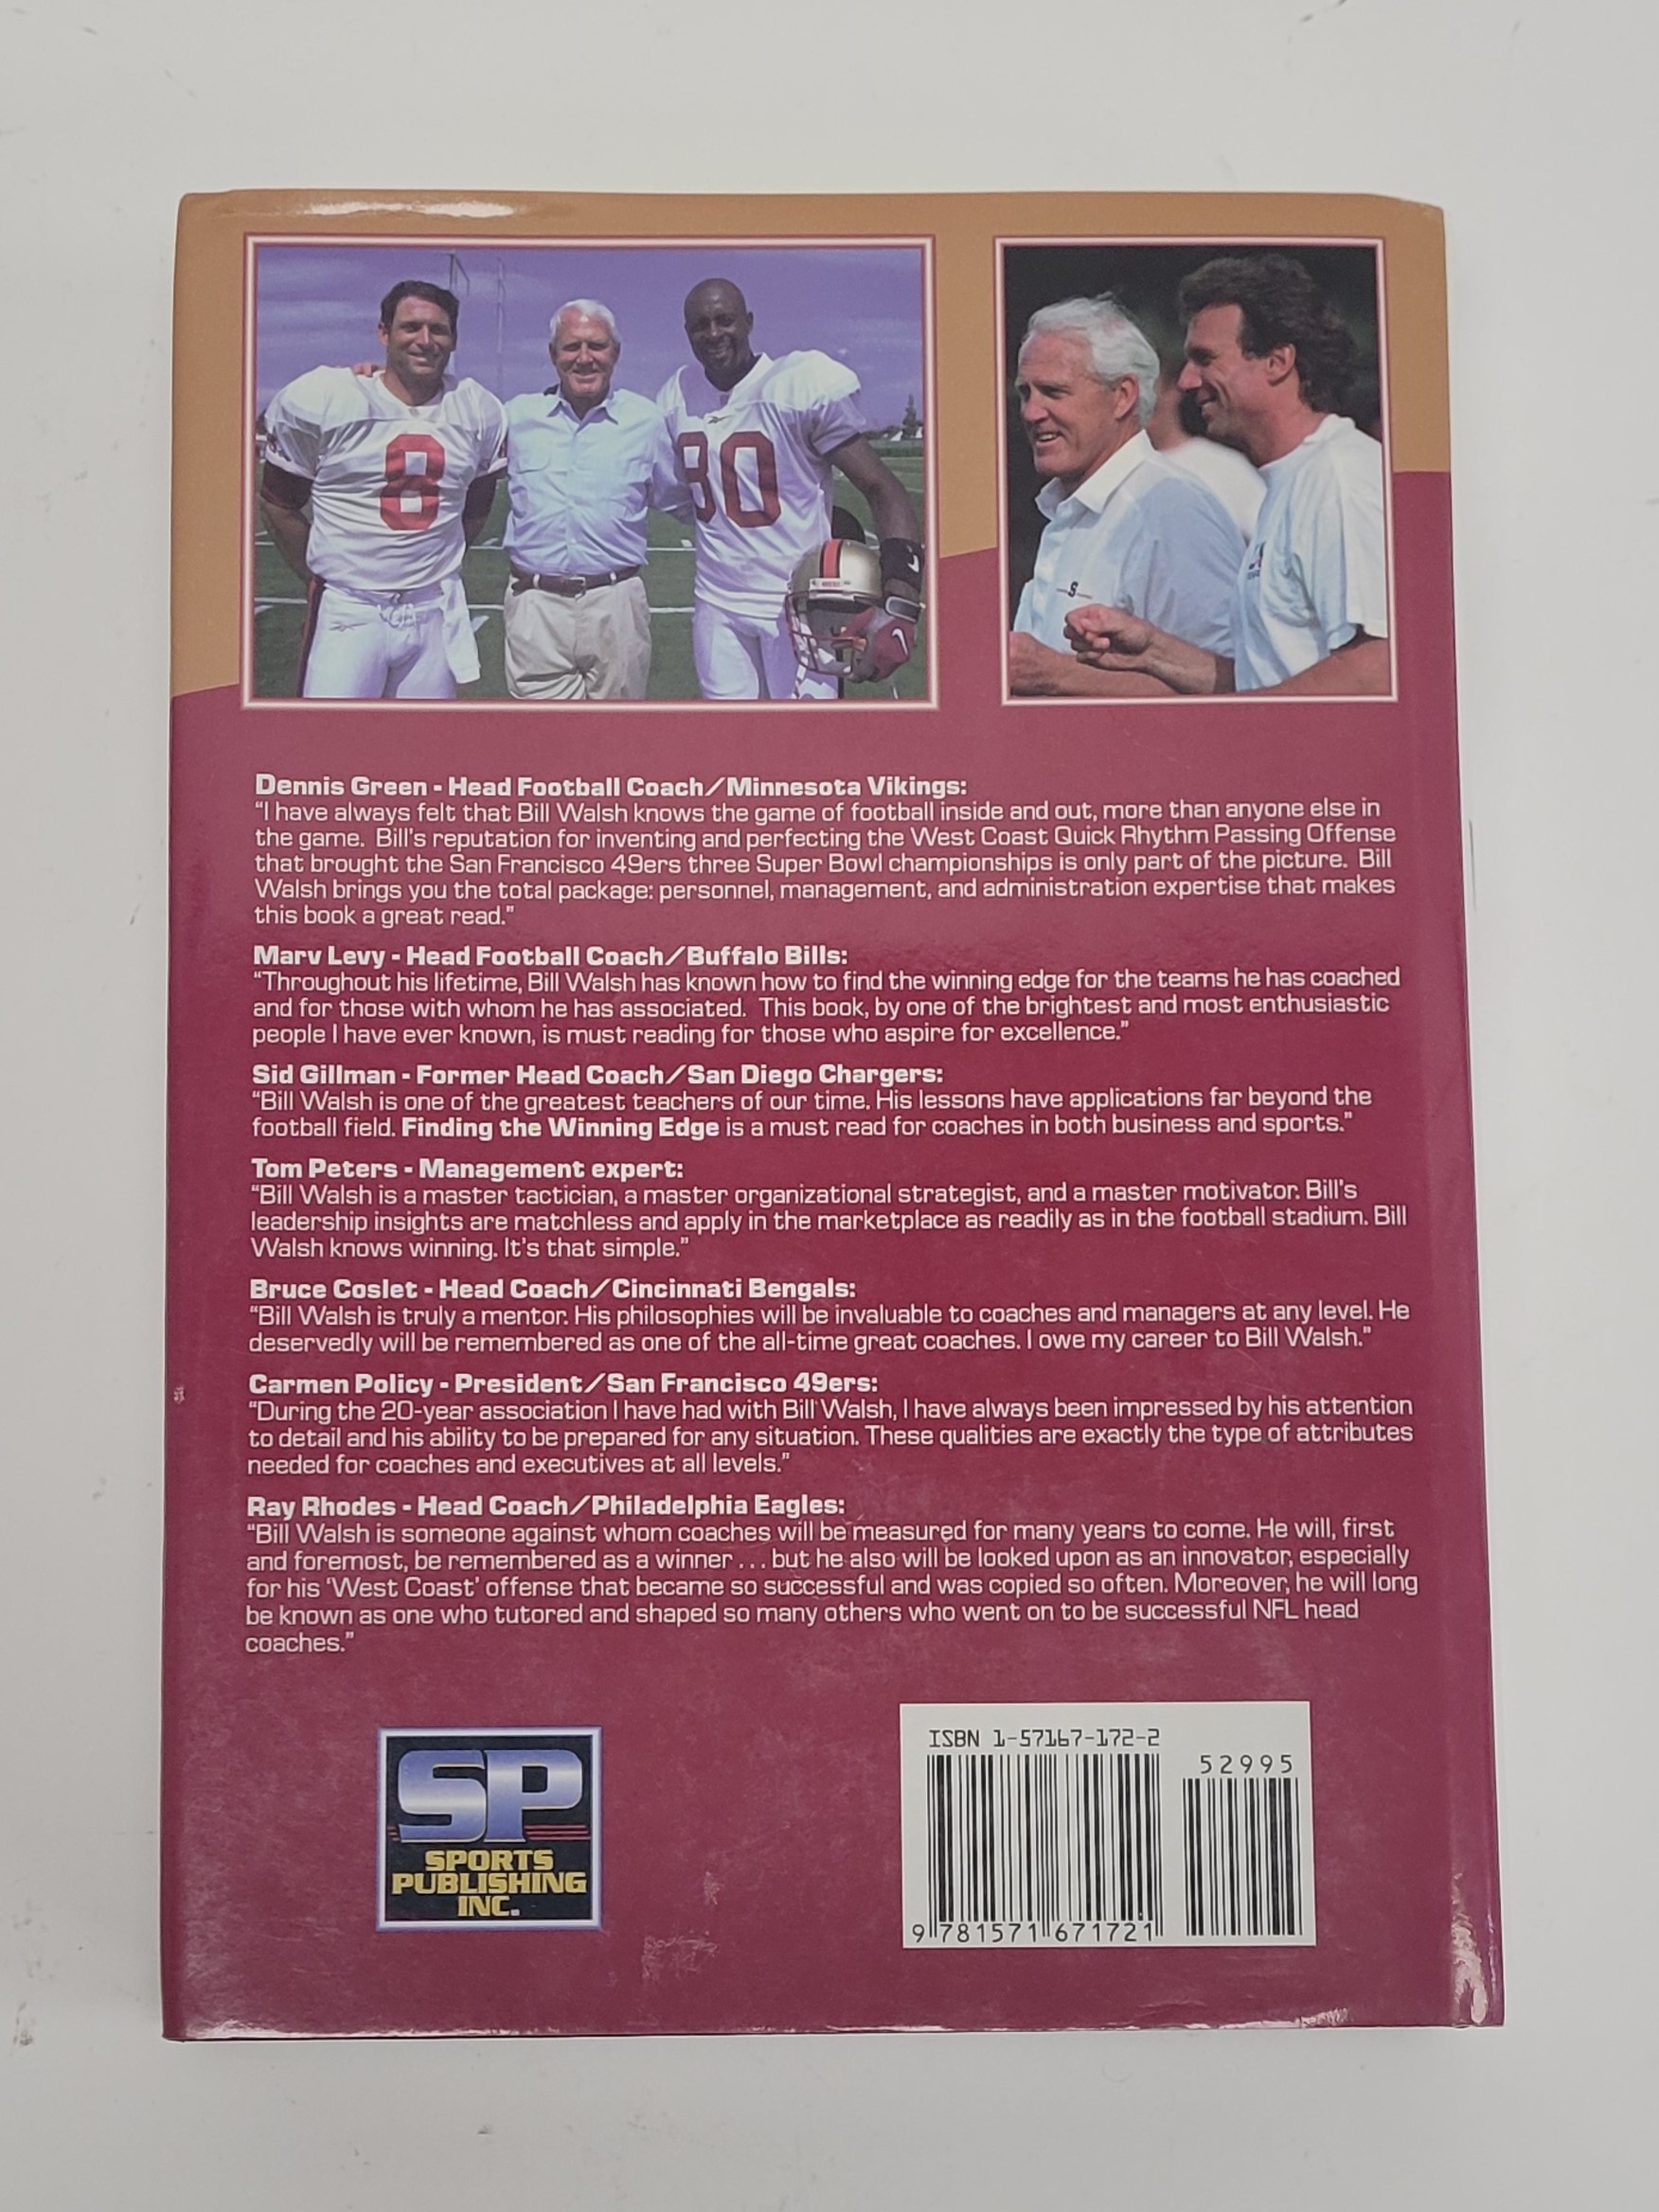 8
80
S
Dennis Green - Head Football Coach/Minnesota Vikings:
“I have always felt that Bill Walsh knows the game of football inside and out, more than anyone else in
the game.  Bill’s reputation for inventing and perfecting the West Coast Quick Rhythm Passing Offense
that brought the San Francisco 49ers three Super Bowl championships is only part of the picture.  Bill
Walsh brings you the total package: personnel, management, and administration expertise that makes
this book a great read.”
Marv Levy - Head Football Coach/Buffalo Bills:
“Throughout his lifetime, Bill Walsh has known how to find the winning edge for the teams he has coached
and for those with whom he has associated.  This book, by one of the brightest and most enthusiastic
people I have ever known, is must reading for those who aspire for excellence.”
Sid Gillman - Former Head Coach/San Diego Chargers:
“Bill Walsh is one of the greatest teachers of our time. His lessons have applications far beyond the
football field. Finding the Winning Edge is a must read for coaches in both business and sports.”
Tom Peters - Management expert:
“Bill Walsh is a master tactician, a master organizational strategist, and a master motivator. Bill’s
leadership insights are matchless and apply in the marketplace as readily as in the football stadium. Bill
Walsh knows winning. It’s that simple.”
Bruce Coslet - Head Coach/Cincinnati Bengals:
“Bill Walsh is truly a mentor. His philosophies will be invaluable to coaches and managers at any level. He
deservedly will be remembered as one of the all-time great coaches. I owe my career to Bill Walsh.”
Carmen Policy - President/San Francisco 49ers:
“During the 20-year association I have had with Bill Walsh, I have always been impressed by his attention
to detail and his ability to be prepared for any situation. These qualities are exactly the type of attributes
needed for coaches and executives at all levels.”
Ray Rhodes - Head Coach/Philadelphia Eagles:
“Bill Walsh is someone against whom coaches will be measured for many years to come. He will, first
and foremost, be remembered as a winner . . . but he also will be looked upon as an innovator, especially
for his ‘West Coast’ offense that became so successful and was copied so often. Moreover, he will long
be known as one who tutored and shaped so many others who went on to be successful NFL head
coaches.”
SP
SPORTS
PUBLISHING
INC.
ISBN 1-57167-172-2
52995
9 781571 671721